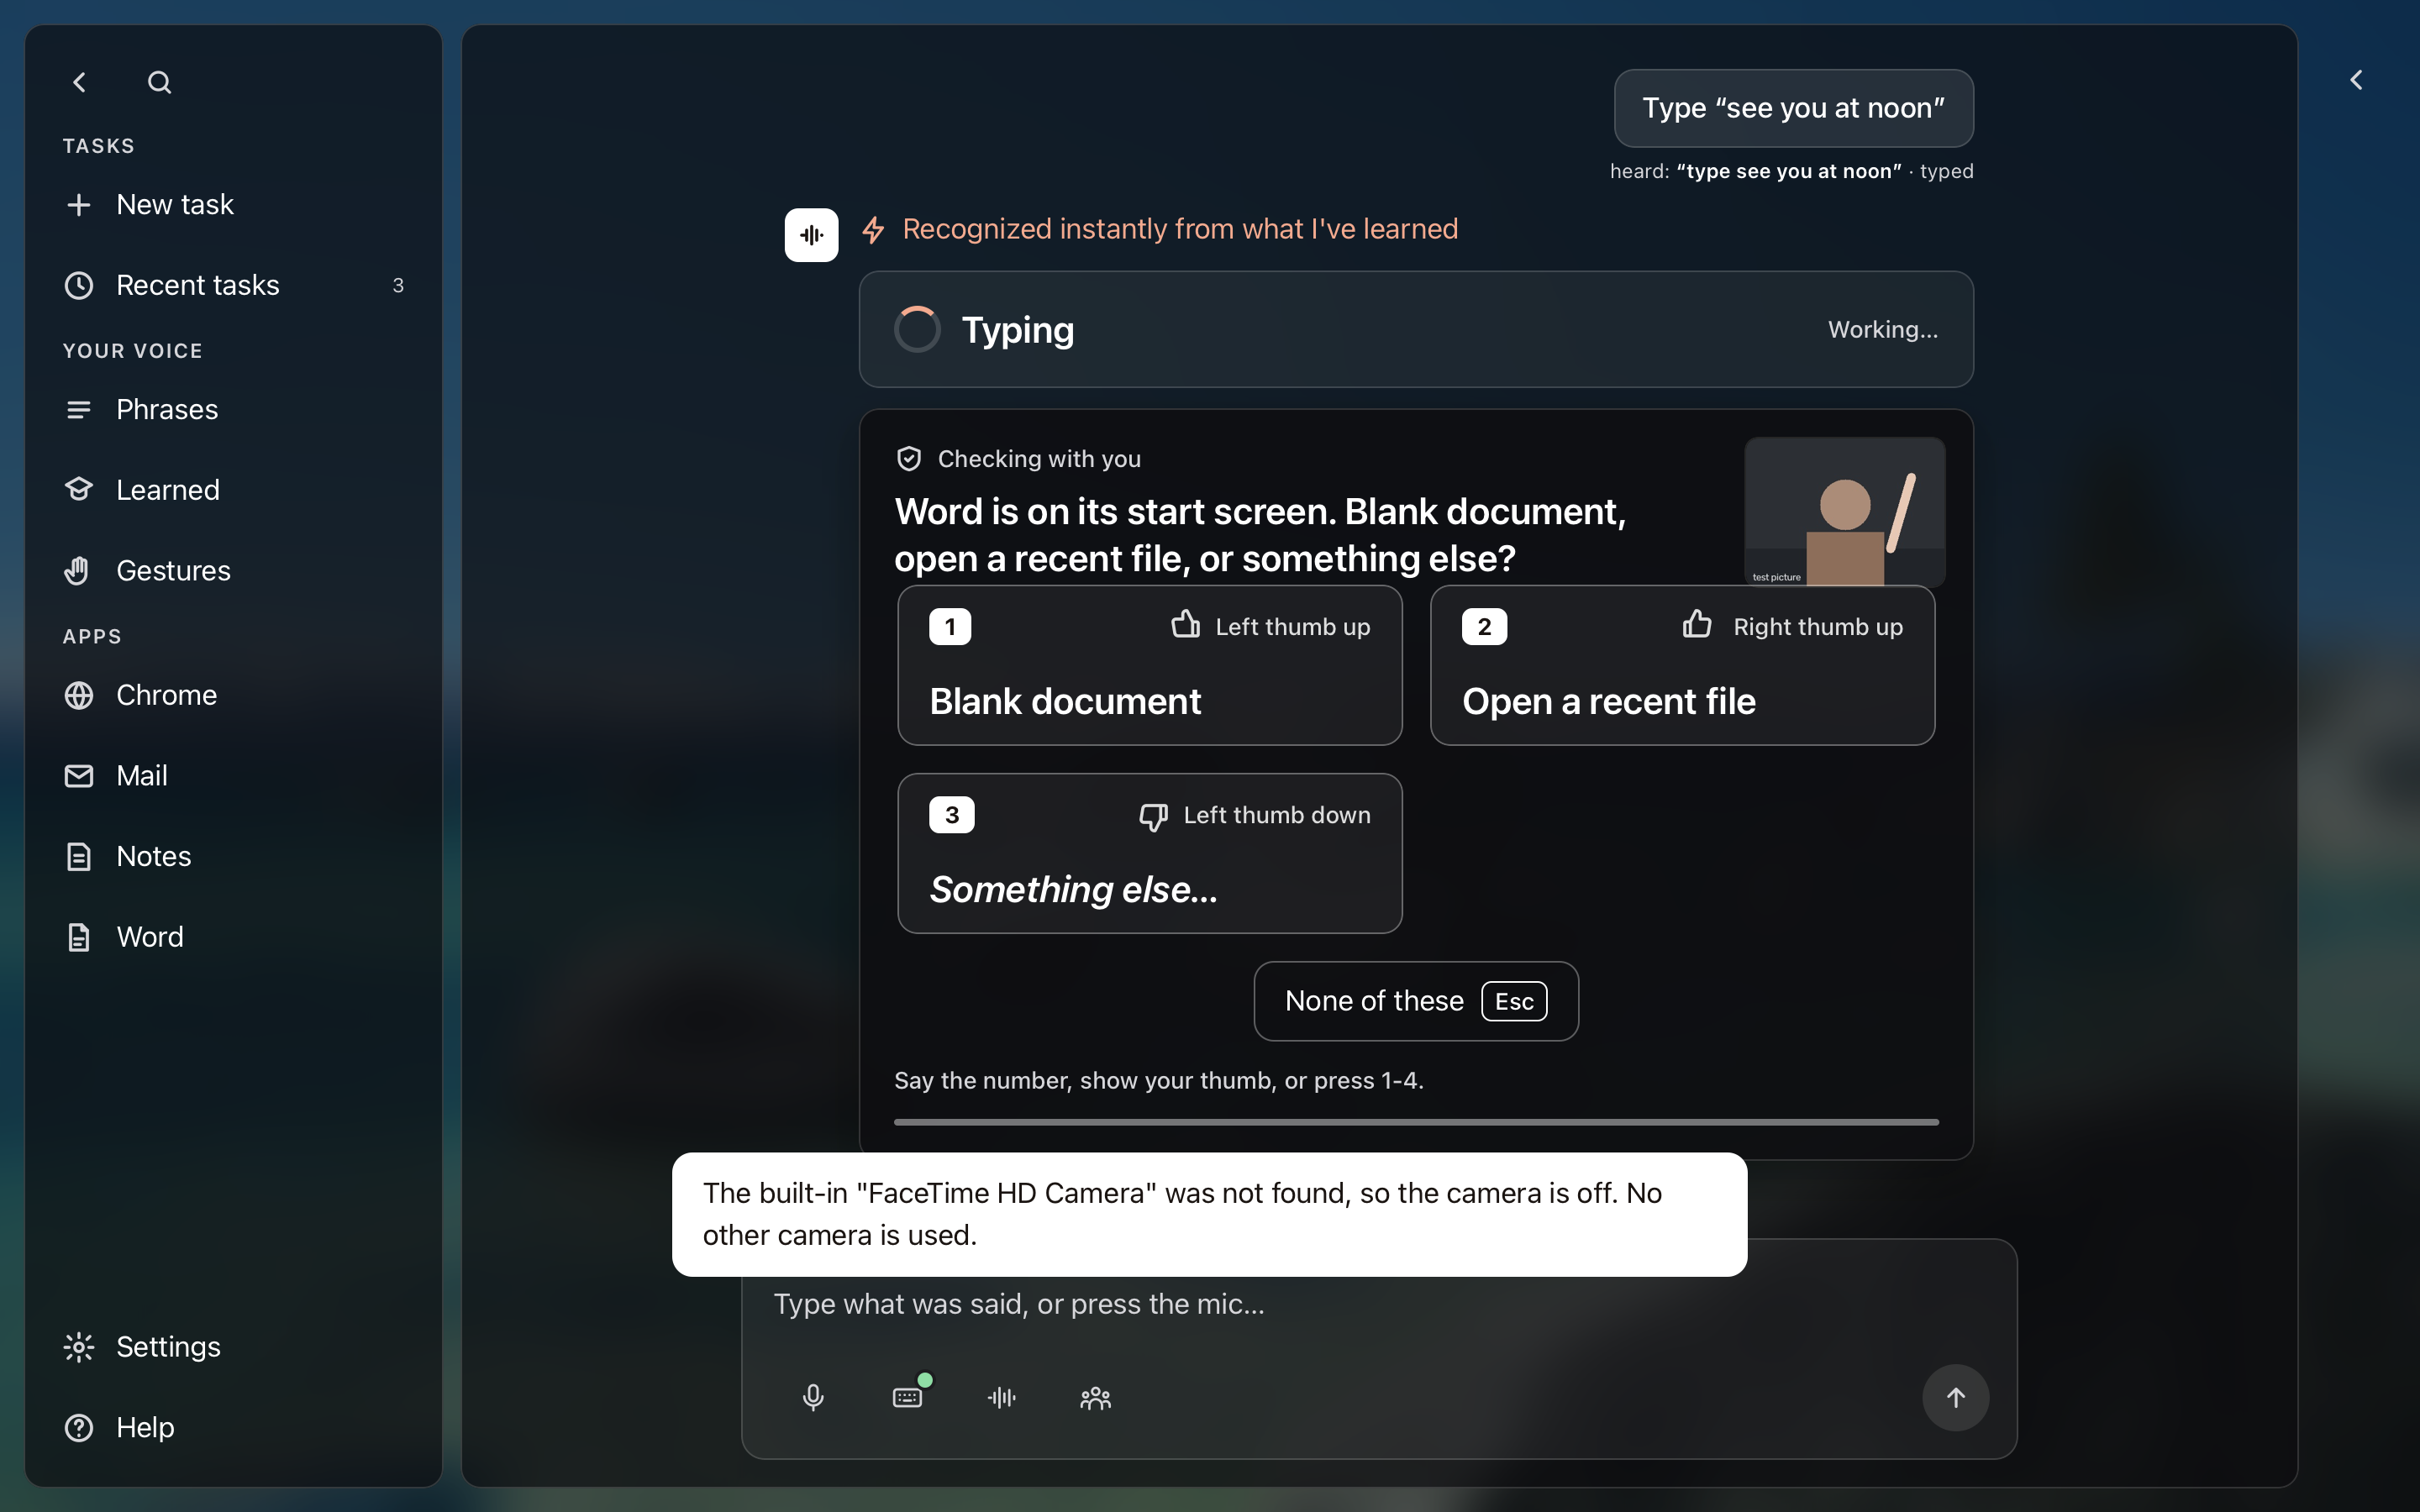 TASKS
New task
Recent tasks 3
YOUR VOICE
Phrases
Learned
Gestures
APPS
Chrome
Mail
Notes
Word
Settings
Help
Type “see you at noon”
heard: “type see you at noon” · typed
Recognized instantly from what I've learned
Typing Working...
Checking with you
Word is on its start screen. Blank document,
open a recent file, or something else?
test picture
1 Left thumb up
Blank document
2 Right thumb up
Open a recent file
3 Left thumb down
Something else...
None of these Esc
Say the number, show your thumb, or press 1-4.
The built-in "FaceTime HD Camera" was not found, so the camera is off. No
other camera is used.
Type what was said, or press the mic...